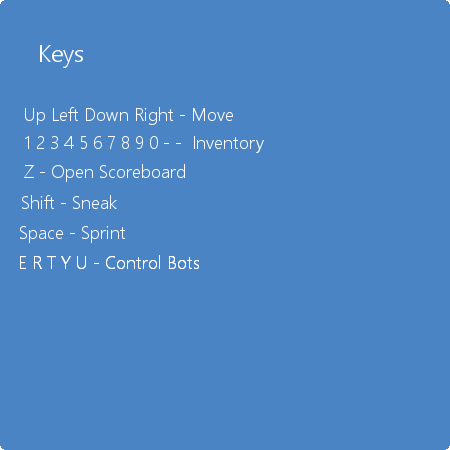 Keys
Up Left Down Right - Move
1 2 3 4 5 6 7 8 9 0 - - Inventory
Z - Open Scoreboard
Shift - Sneak
Space - Sprint
E R T Y U - Control Bots